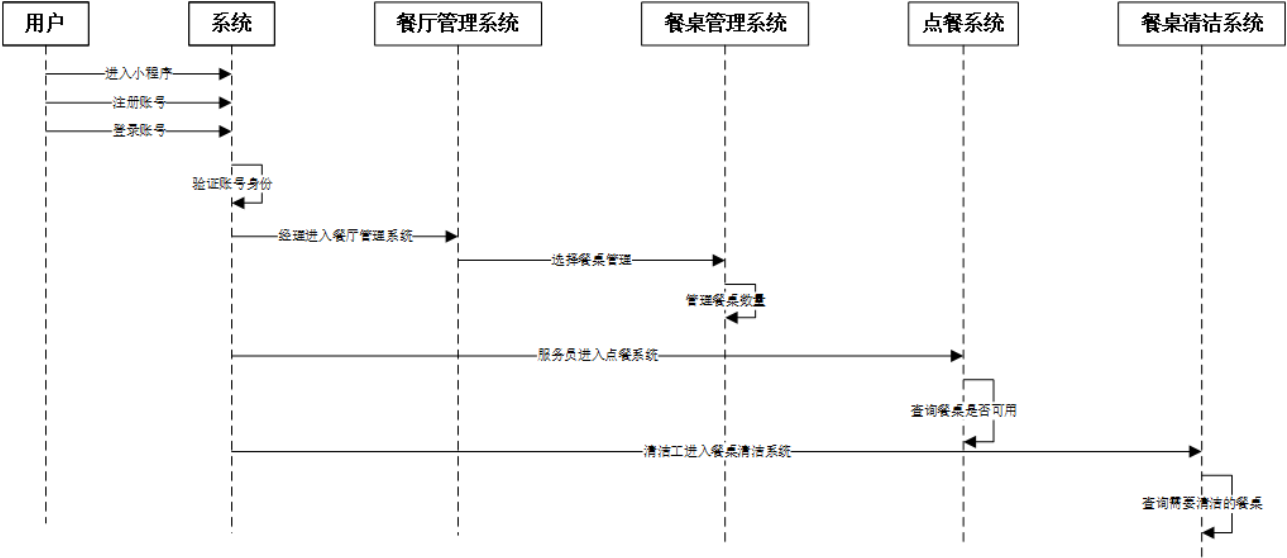 用户 系统 餐厅管理系统 餐桌管理系统 点餐系统 餐桌清洁系统
进入小程序
注册账号
登录账号
验证账号身份
经理进入餐厅管理系统
选择餐桌管理
管理餐桌数量
服务员进入点餐系统
查询餐桌是否可用
清洁工进入餐桌清洁系统
查询需要清洁的餐桌